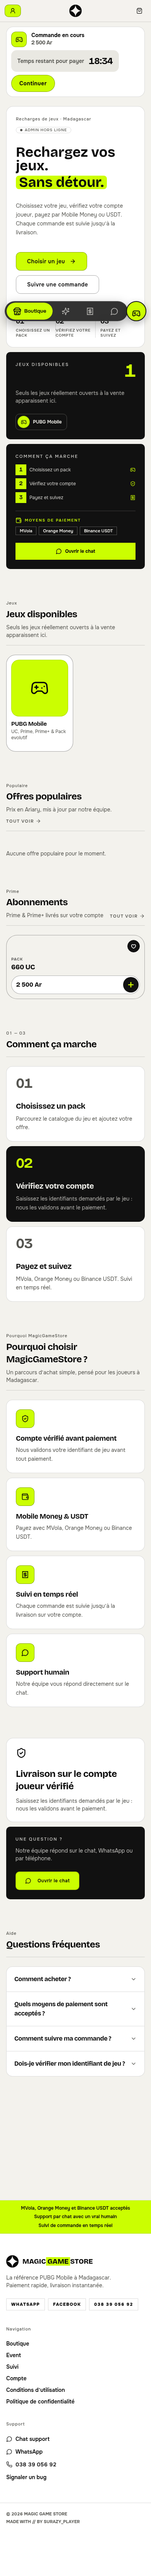 Commande en cours
2 500 Ar
Temps restant pour payer 18:34
Continuer
Recharges de jeux · Madagascar
ADMIN HORS LIGNE
Rechargez vos
jeux.
Sans détour.
Choisissez votre jeu, vérifiez votre compte
joueur, payez par Mobile Money ou USDT.
Chaque commande est suivie jusqu'à la
livraison.
Choisir un jeu →
Suivre une commande
Boutique
01 02 03
CHOISISSEZ UN VÉRIFIEZ VOTRE PAYEZ ET
PACK COMPTE SUIVEZ
JEUX DISPONIBLES
1
Seuls les jeux réellement ouverts à la vente
apparaissent ici.
PUBG Mobile
COMMENT ÇA MARCHE
1 Choisissez un pack
2 Vérifiez votre compte
3 Payez et suivez
MOYENS DE PAIEMENT
MVola Orange Money Binance USDT
Ouvrir le chat
Jeux
Jeux disponibles
Seuls les jeux réellement ouverts à la vente
apparaissent ici.
PUBG Mobile
UC, Prime, Prime+ & Pack
évolutif
Populaire
Offres populaires
Prix en Ariary, mis à jour par notre équipe.
TOUT VOIR →
Aucune offre populaire pour le moment.
Prime
Abonnements
Prime & Prime+ livrés sur votre compte TOUT VOIR →
PACK
660 UC
2 500 Ar
01 — 03
Comment ça marche
01
Choisissez un pack
Parcourez le catalogue du jeu et ajoutez votre
offre.
02
Vérifiez votre compte
Saisissez les identifiants demandés par le jeu :
nous les validons avant le paiement.
03
Payez et suivez
MVola, Orange Money ou Binance USDT. Suivi
en temps réel.
Pourquoi MagicGameStore
Pourquoi choisir
MagicGameStore ?
Un parcours d'achat simple, pensé pour les joueurs à
Madagascar.
Compte vérifié avant paiement
Nous validons votre identifiant de jeu avant
tout paiement.
Mobile Money & USDT
Payez avec MVola, Orange Money ou Binance
USDT.
Suivi en temps réel
Chaque commande est suivie jusqu'à la
livraison sur votre compte.
Support humain
Notre équipe vous répond directement sur le
chat.
Livraison sur le compte
joueur vérifié
Saisissez les identifiants demandés par le jeu :
nous les validons avant le paiement.
UNE QUESTION ?
Notre équipe répond sur le chat, WhatsApp ou
par téléphone.
Ouvrir le chat
Aide
Questions fréquentes
Comment acheter ?
Quels moyens de paiement sont
acceptés ?
Comment suivre ma commande ?
Dois-je vérifier mon identifiant de jeu ?
MVola, Orange Money et Binance USDT acceptés
Support par chat avec un vrai humain
Suivi de commande en temps réel
MAGIC GAME STORE
La référence PUBG Mobile à Madagascar.
Paiement rapide, livraison instantanée.
WHATSAPP FACEBOOK 038 39 056 92
Navigation
Boutique
Event
Suivi
Compte
Conditions d'utilisation
Politique de confidentialité
Support
Chat support
WhatsApp
038 39 056 92
Signaler un bug
© 2026 MAGIC GAME STORE
MADE WITH // BY SURAZY_PLAYER